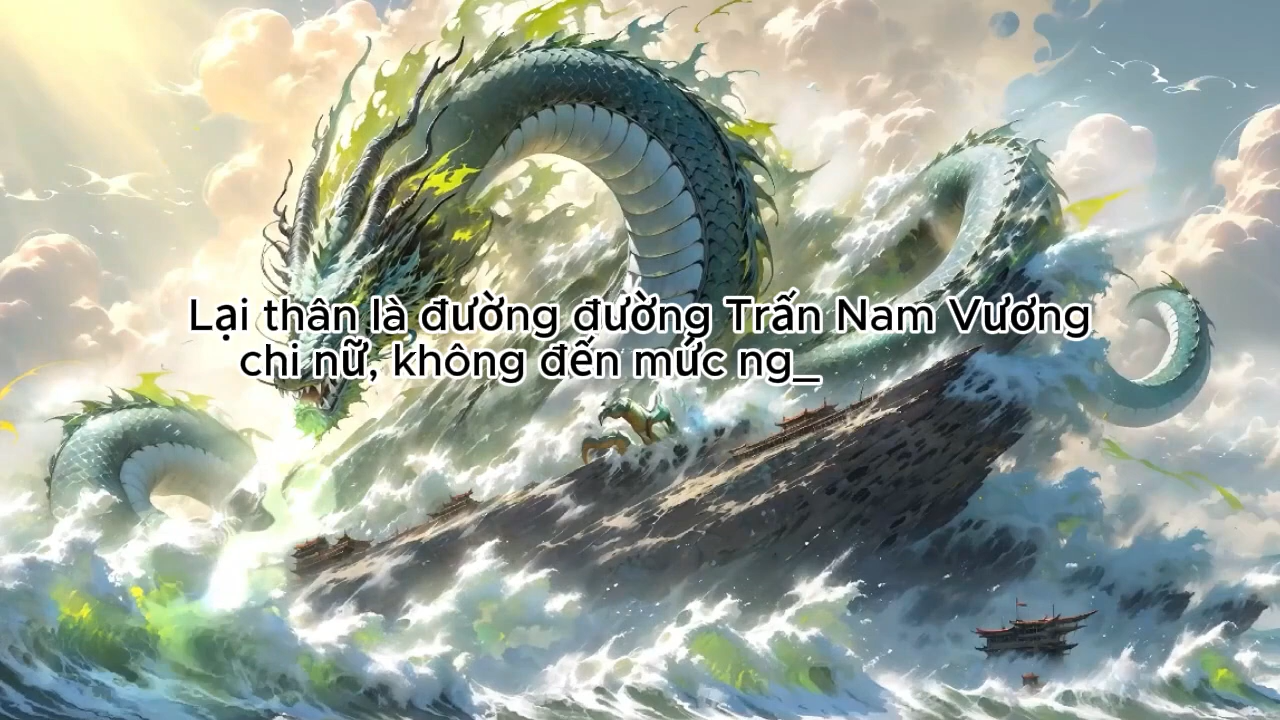 Lại thân là đường đường Trấn Nam Vương
chi nữ, không đến mức ng_